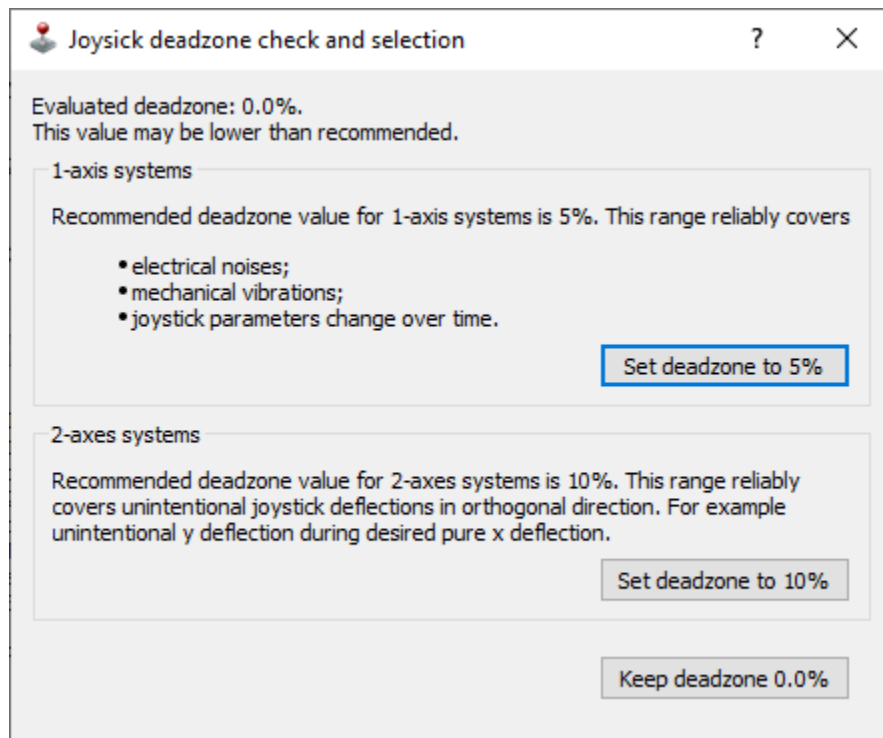 Joysick deadzone check and selection
Evaluated deadzone: 0.0%.
This value may be lower than recommended.
1-axis systems
Recommended deadzone value for 1-axis systems is 5%. This range reliably covers
• electrical noises;
• mechanical vibrations;
• joystick parameters change over time.
Set deadzone to 5%
2-axes systems
Recommended deadzone value for 2-axes systems is 10%. This range reliably
covers unintentional joystick deflections in orthogonal direction. For example
unintentional y deflection during desired pure x deflection.
Set deadzone to 10%
Keep deadzone 0.0%